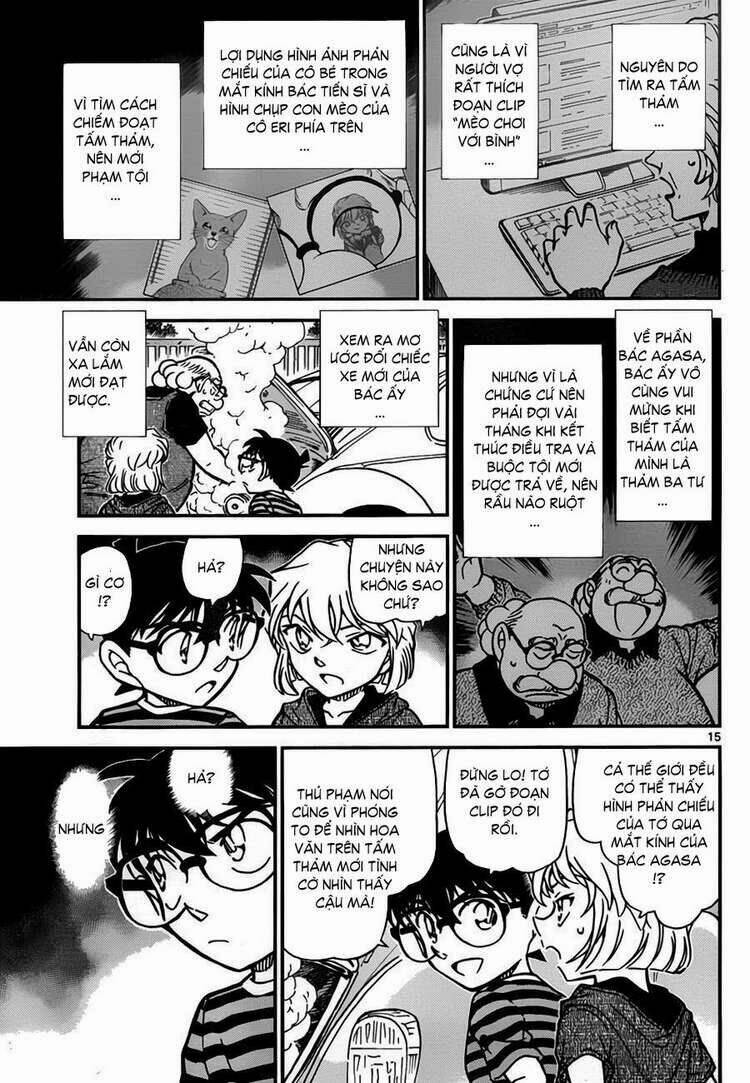 NGUYÊN DO
TÌM RA TẤM
THẢM
...
CŨNG LÀ VÌ
NGƯỜI VỢ
RẤT THÍCH
ĐOẠN CLIP
"MÈO CHƠI
VỚI BÌNH"
...
LỢI DỤNG HÌNH ẢNH PHẢN
CHIẾU CỦA CÔ BÉ TRONG
MẮT KÍNH BÁC TIẾN SĨ VÀ
HÌNH CHỤP CON MÈO CỦA
CÔ ERI PHÍA TRÊN
...
VÌ TÌM CÁCH
CHIẾM ĐOẠT
TẤM THẢM,
NÊN MỚI
PHẠM TỘI
...
VỀ PHẦN
BÁC AGASA,
BÁC ẤY VÔ
CÙNG VUI
MỪNG KHI
BIẾT TẤM
THẢM CỦA
MÌNH LÀ
THẢM BA TƯ
...
NHƯNG VÌ LÀ
CHỨNG CỨ NÊN
PHẢI ĐỢI VÀI
THÁNG KHI KẾT
THÚC ĐIỀU TRA VÀ
BUỘC TỘI MỚI
ĐƯỢC TRẢ VỀ, NÊN
RẦU NÃO RUỘT
...
XEM RA MƠ
ƯỚC ĐỔI CHIẾC
XE MỚI CỦA
BÁC ẤY
...
VẪN CÒN
XA LẮM
MỚI ĐẠT
ĐƯỢC.
NHƯNG
CHUYỆN NÀY
KHÔNG SAO
CHỨ?
HẢ?
GÌ CƠ
!?
15
CẢ THẾ GIỚI ĐỀU
CÓ THỂ THẤY
HÌNH PHẢN CHIẾU
CỦA TỚ QUA
MẮT KÍNH CỦA
BÁC AGASA
!?
ĐỪNG LO! TỚ
ĐÃ GỠ ĐOẠN
CLIP ĐÓ ĐI
RỒI.
THỦ PHẠM NÓI
CŨNG VÌ PHÓNG
TO ĐỂ NHÌN HOA
VĂN TRÊN TẤM
THẢM MỚI TÌNH
CỜ NHÌN THẤY
CẬU MÀ!
HẢ?
NHƯNG